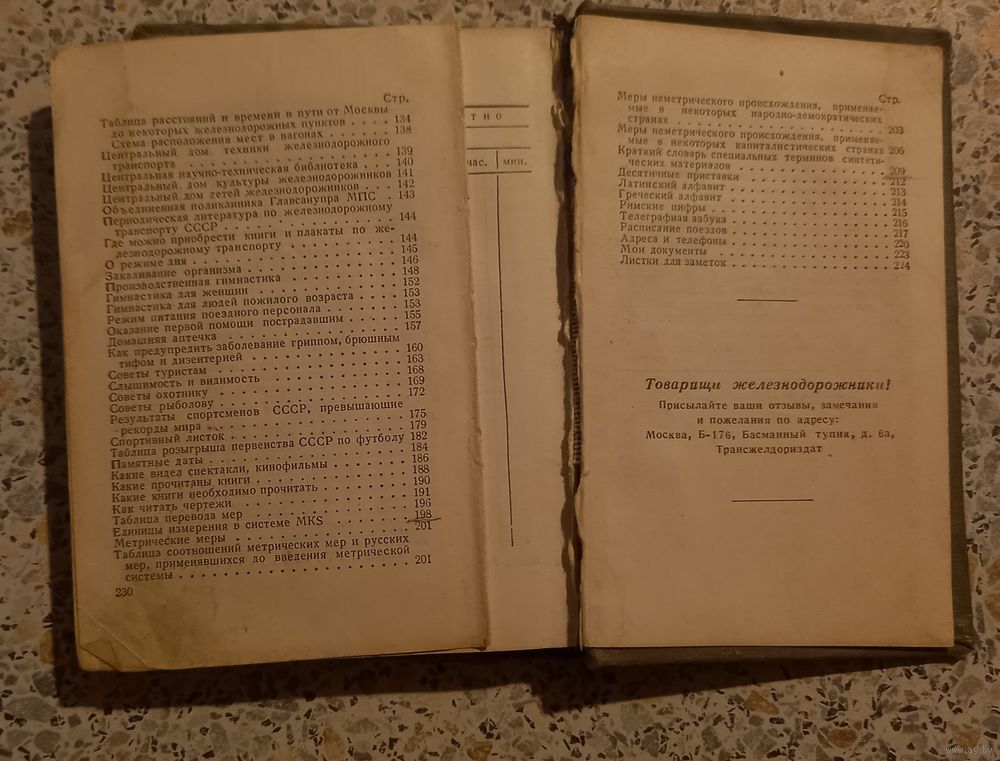 Стр.
Таблица расстояний и времени в пути от Москвы
до некоторых железнодорожных пунктов . . . . 134
Схема расположения мест в вагонах . . . . . . 138
Центральный дом техники железнодорожного
транспорта . . . . . . . . . . . . . . 139
Центральная научно-техническая библиотека . . . 140
Центральный дом культуры железнодорожников 141
Центральный дом детей железнодорожников . . . 142
Объединенная поликлиника Главсанупра МПС . 143
Периодическая литература по железнодорожному
транспорту СССР . . . . . . . . . . . . 144
Где можно приобрести книги и плакаты по же-
лезнодорожному транспорту . . . . . . . . 144
О режиме дня . . . . . . . . . . . . . . 145
Закаливание организма . . . . . . . . . . . 146
Производственная гимнастика . . . . . . . . . 148
Гимнастика для женщин . . . . . . . . . . . 152
Гимнастика для людей пожилого возраста . . . . 153
Режим питания поездного персонала . . . . . . . 153
Оказание первой помощи пострадавшим . . . . . 155
Домашняя аптечка . . . . . . . . . . . . . 157
Как предупредить заболевание гриппом, брюшным
тифом и дизентерией . . . . . . . . . . . 160
Советы туристам . . . . . . . . . . . . . . 163
Слышимость и видимость . . . . . . . . . . . 168
Советы охотнику . . . . . . . . . . . . . . 169
Советы рыболову . . . . . . . . . . . . . . 172
Результаты спортсменов СССР, превышающие
рекорды мира . . . . . . . . . . . . . . 175
Спортивный листок . . . . . . . . . . . . . 179
Таблица розыгрыша первенства СССР по футболу 182
Памятные даты . . . . . . . . . . . . . . . 184
Какие видел спектакли, кинофильмы . . . . . . . 186
Какие прочитаны книги . . . . . . . . . . . . 188
Какие книги необходимо прочитать . . . . . . . 190
Как читать чертежи . . . . . . . . . . . . . 191
Таблица перевода мер . . . . . . . . . . . . 196
Единицы измерения в системе MKS . . . . . . . 198
Метрические меры . . . . . . . . . . . . . 201
Таблица соотношений метрических мер и русских
мер, применявшихся до введения метрической
системы . . . . . . . . . . . . . . . . 201
230
тно
час. мин.
Стр.
Меры неметрического происхождения, применяе-
мые в некоторых народно-демократических
странах . . . . . . . . . . . . . . . . 203
Меры неметрического происхождения, применяе-
мые в некоторых капиталистических странах 206
Краткий словарь специальных терминов синтети-
ческих материалов . . . . . . . . . . . . 209
Десятичные приставки . . . . . . . . . . . . 212
Латинский алфавит . . . . . . . . . . . . . 213
Греческий алфавит . . . . . . . . . . . . . 214
Римские цифры . . . . . . . . . . . . . . . 215
Телеграфная азбука . . . . . . . . . . . . . 216
Расписание поездов . . . . . . . . . . . . . 217
Адреса и телефоны . . . . . . . . . . . . . 220
Мои документы . . . . . . . . . . . . . . . 223
Листки для заметок . . . . . . . . . . . . . 224
Товарищи железнодорожники!
Присылайте ваши отзывы, замечания
и пожелания по адресу:
Москва, Б-176, Басманный тупик, д. 6а,
Трансжелдориздат
www.ay.by